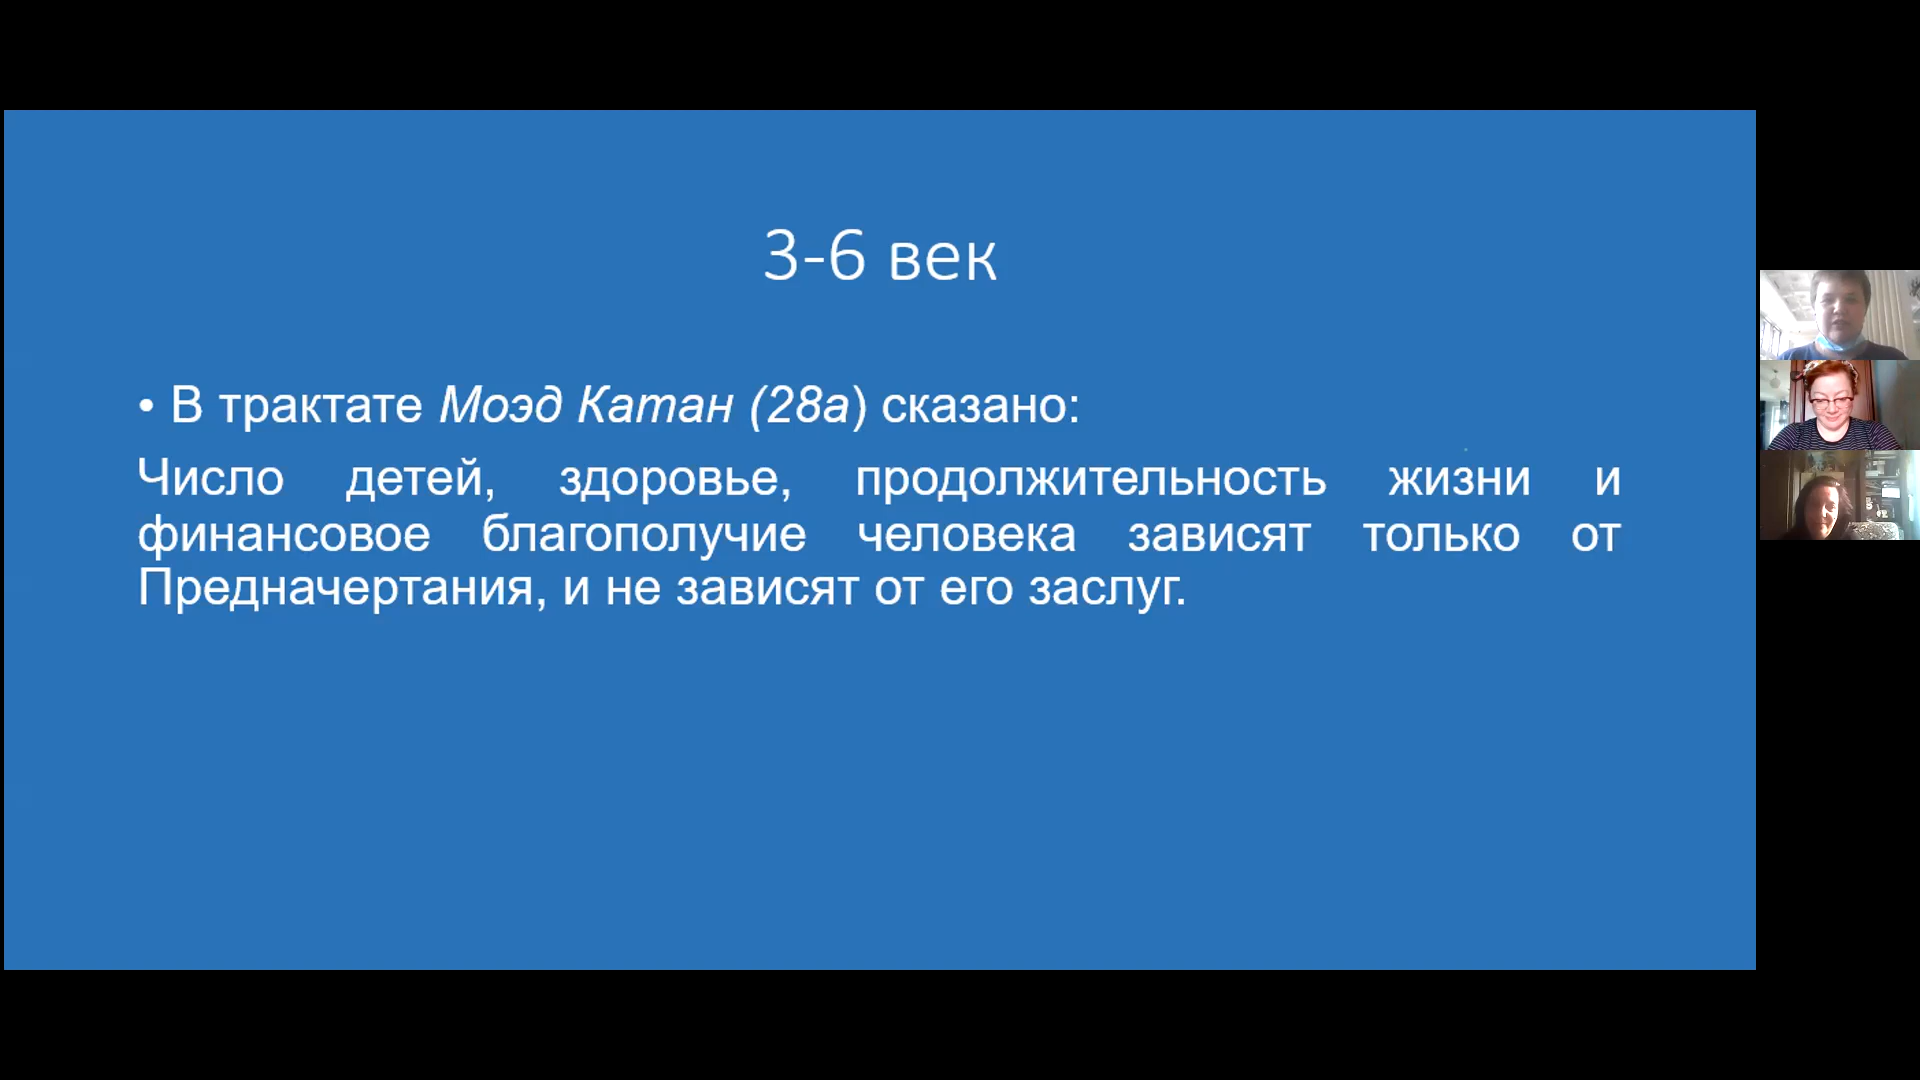 3-6 век
• В трактате Моэд Катан (28а) сказано:
Число детей, здоровье, продолжительность жизни и
финансовое благополучие человека зависят только от
Предначертания, и не зависят от его заслуг.